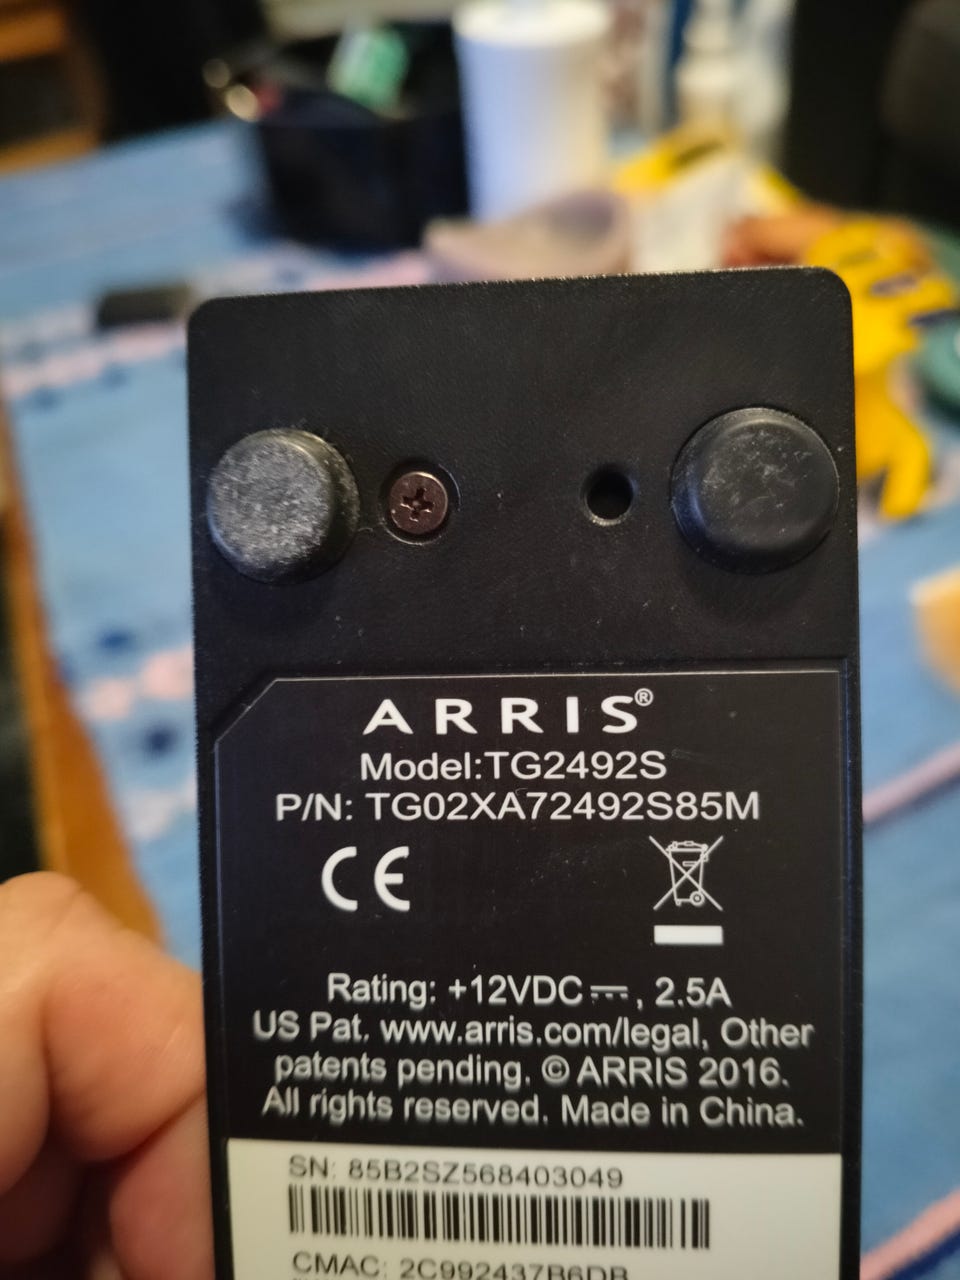 ARRIS®
Model:TG2492S
P/N: TG02XA72492S85M
CE
Rating: +12VDC⎓, 2.5A
US Pat. www.arris.com/legal, Other
patents pending. © ARRIS 2016.
All rights reserved. Made in China.
SN: 85B2SZ568403049
CMAC: 2C992437B6DB